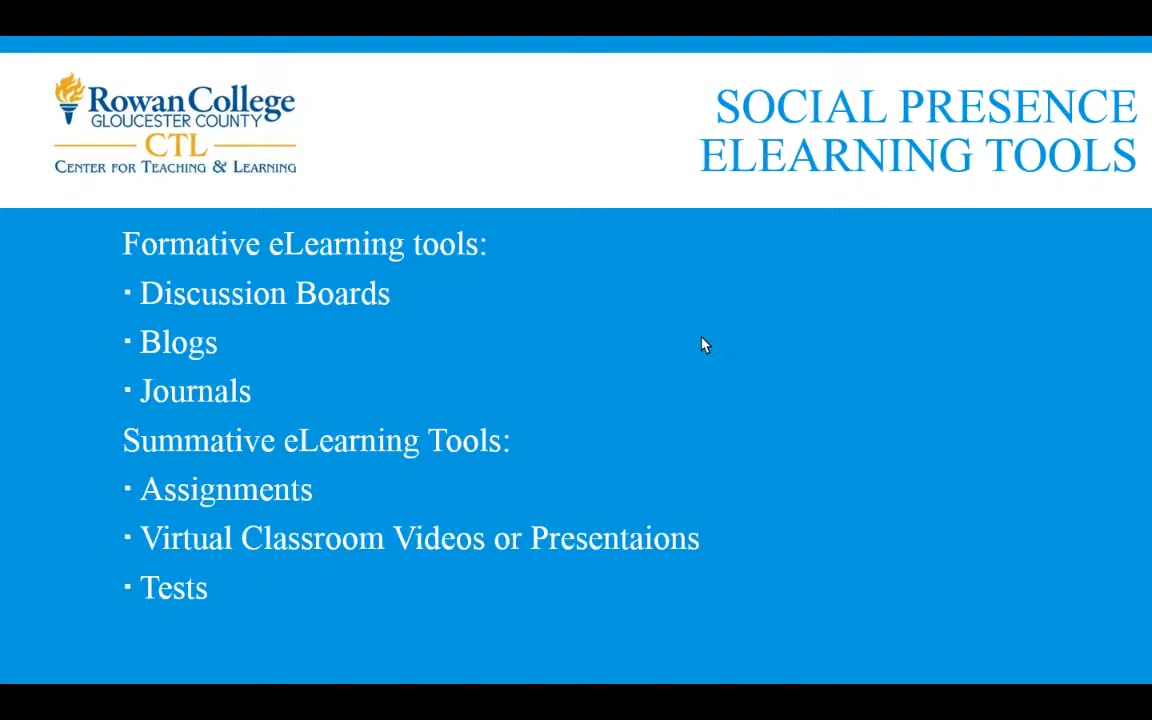 Rowan College
GLOUCESTER COUNTY
CTL
CENTER FOR TEACHING & LEARNING
SOCIAL PRESENCE
ELEARNING TOOLS
Formative eLearning tools:
▪ Discussion Boards
▪ Blogs
▪ Journals
Summative eLearning Tools:
▪ Assignments
▪ Virtual Classroom Videos or Presentaions
▪ Tests